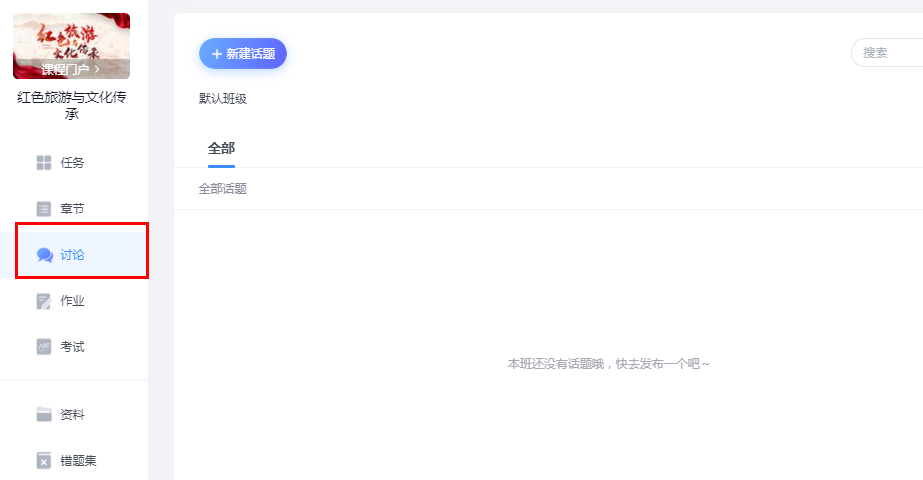 红色旅游
与
文化传承
课程门户 >
红色旅游与文化传
承
任务
章节
讨论
作业
考试
资料
错题集
+ 新建话题
搜索
默认班级
全部
全部话题
本班还没有话题哦，快去发布一个吧～